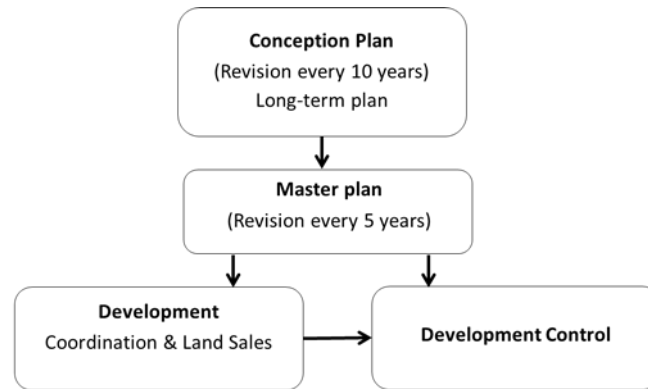 Conception Plan
(Revision every 10 years)
Long-term plan
Master plan
(Revision every 5 years)
Development
Coordination & Land Sales
Development Control